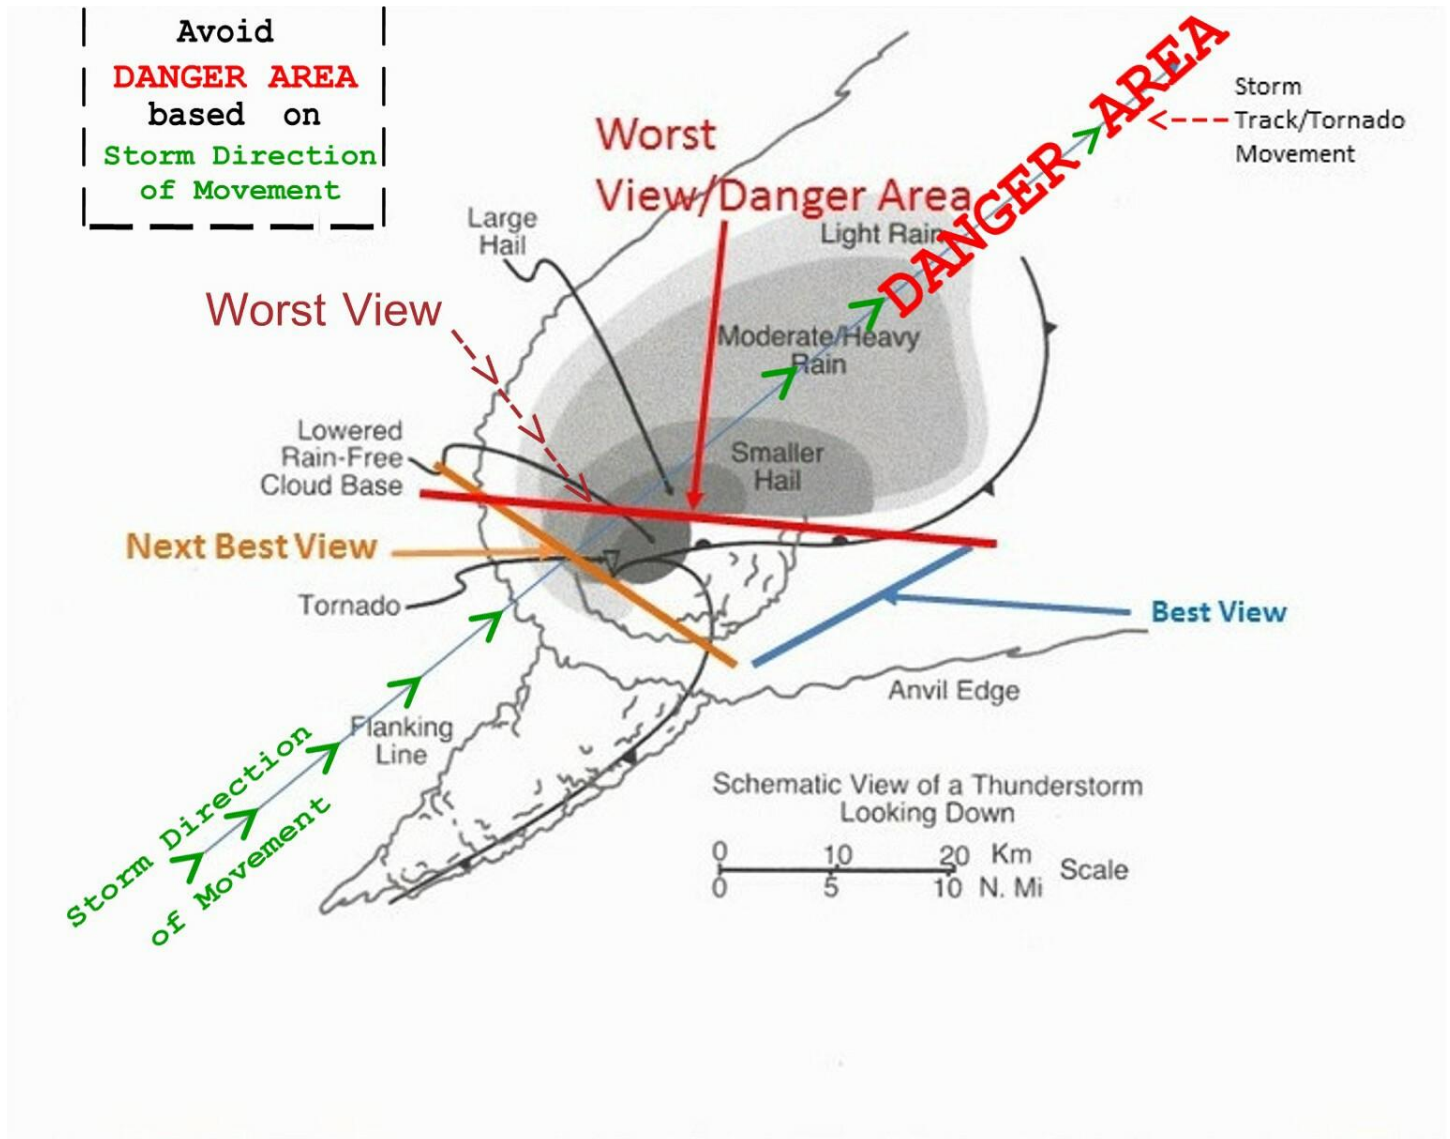 Avoid
DANGER AREA
based on
Storm Direction
of Movement
DANGER AREA
Storm
Track/Tornado
Movement
Worst
View/Danger Area
Large
Hail
Light Rain
Worst View
Moderate/Heavy
Rain
Lowered
Rain-Free
Cloud Base
Smaller
Hail
Next Best View
Tornado
Best View
Anvil Edge
Flanking
Line
Storm Direction
of Movement
Schematic View of a Thunderstorm
Looking Down
0 10 20 Km
Scale
0 5 10 N. Mi